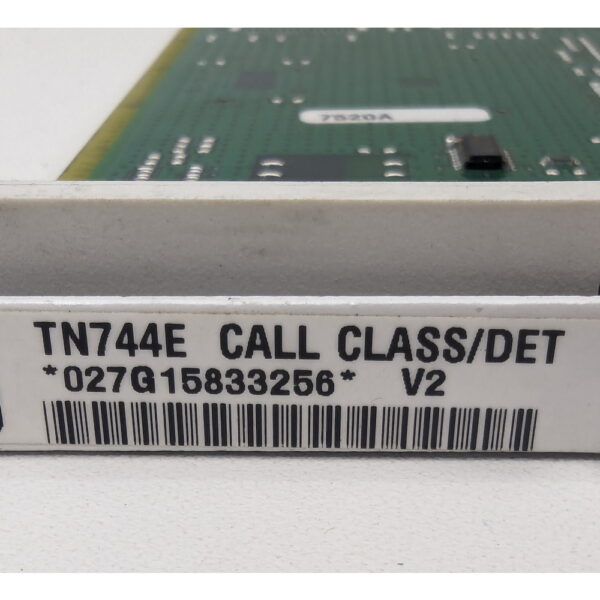 7520A
TN744E CALL CLASS/DET
*027G15833256* V2